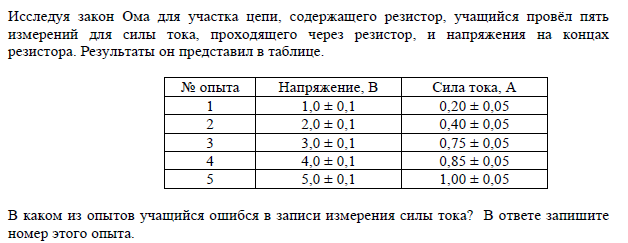 Исследуя закон Ома для участка цепи, содержащего резистор, учащийся провёл пять
измерений для силы тока, проходящего через резистор, и напряжения на концах
резистора. Результаты он представил в таблице.
№ опыта Напряжение, В Сила тока, А
1 1,0 ± 0,1 0,20 ± 0,05
2 2,0 ± 0,1 0,40 ± 0,05
3 3,0 ± 0,1 0,75 ± 0,05
4 4,0 ± 0,1 0,85 ± 0,05
5 5,0 ± 0,1 1,00 ± 0,05
В каком из опытов учащийся ошибся в записи измерения силы тока? В ответе запишите
номер этого опыта.